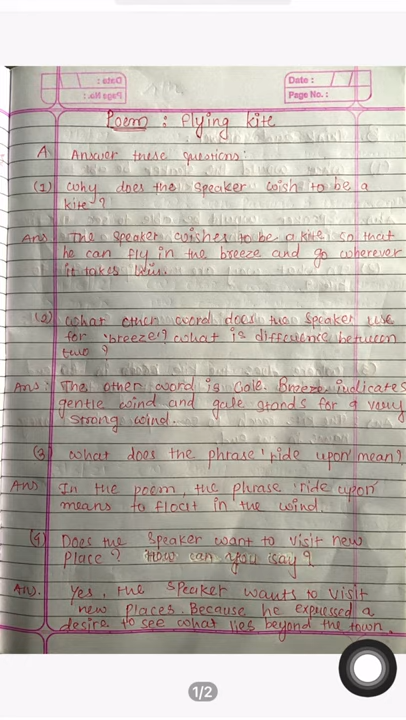 Date :
Page No. :
Poem : Flying kite
A Answer these questions:
(1) Why does the speaker wish to be a
kite?
Ans The speaker wishes to be a kite so that
he can fly in the breeze and go wherever
it takes him.
(2) What other word does the speaker use
for 'breeze'? What is difference between
two?
Ans: The other word is Gale. Breeze indicates
gentle wind and gale stands for a very
strong wind.
(3) What does the phrase 'ride upon' mean?
Ans In the poem, the phrase 'ride upon'
means to float in the wind.
(4) Does the speaker want to visit new
place? How can you say?
Ans. Yes, the speaker wants to visit
new places. Because he expressed a
desire to see what lies beyond the town.
1/2